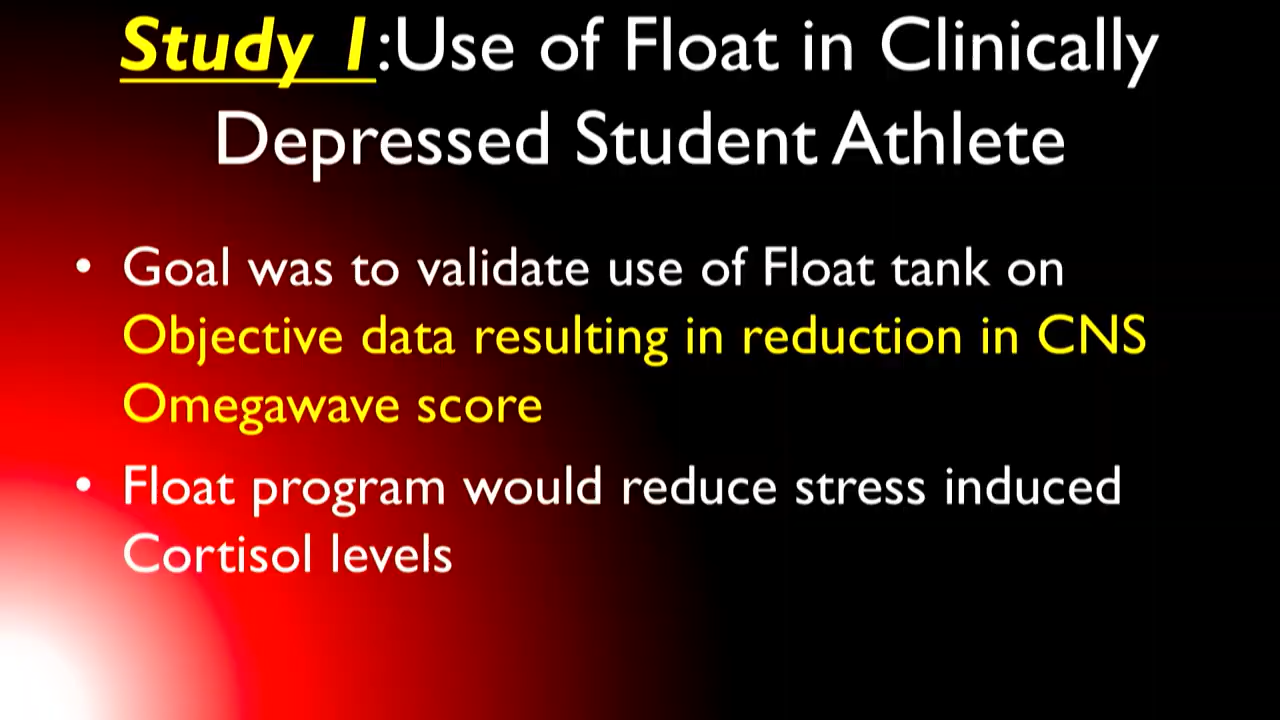 Study 1:Use of Float in Clinically
Depressed Student Athlete
• Goal was to validate use of Float tank on
Objective data resulting in reduction in CNS
Omegawave score
• Float program would reduce stress induced
Cortisol levels